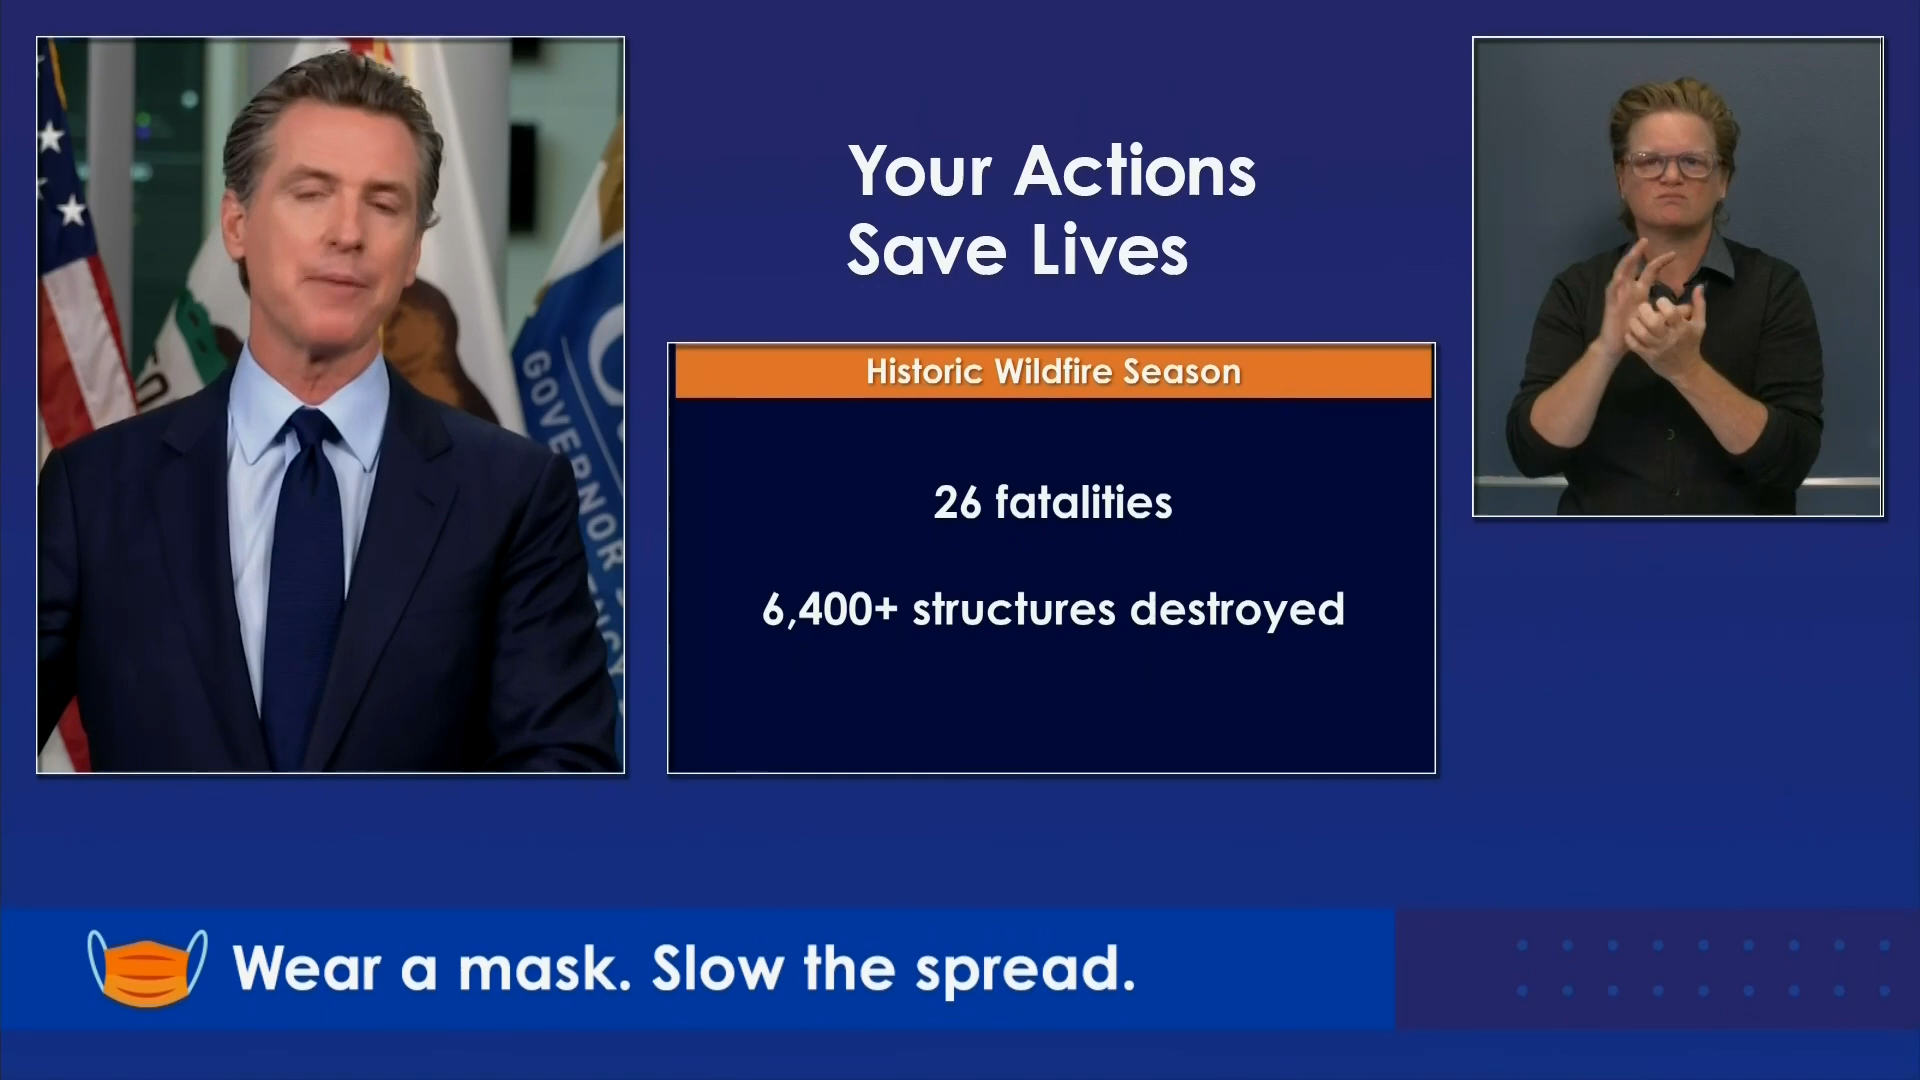 Your Actions
Save Lives
Historic Wildfire Season
26 fatalities
6,400+ structures destroyed
GOVERNOR
Wear a mask. Slow the spread.